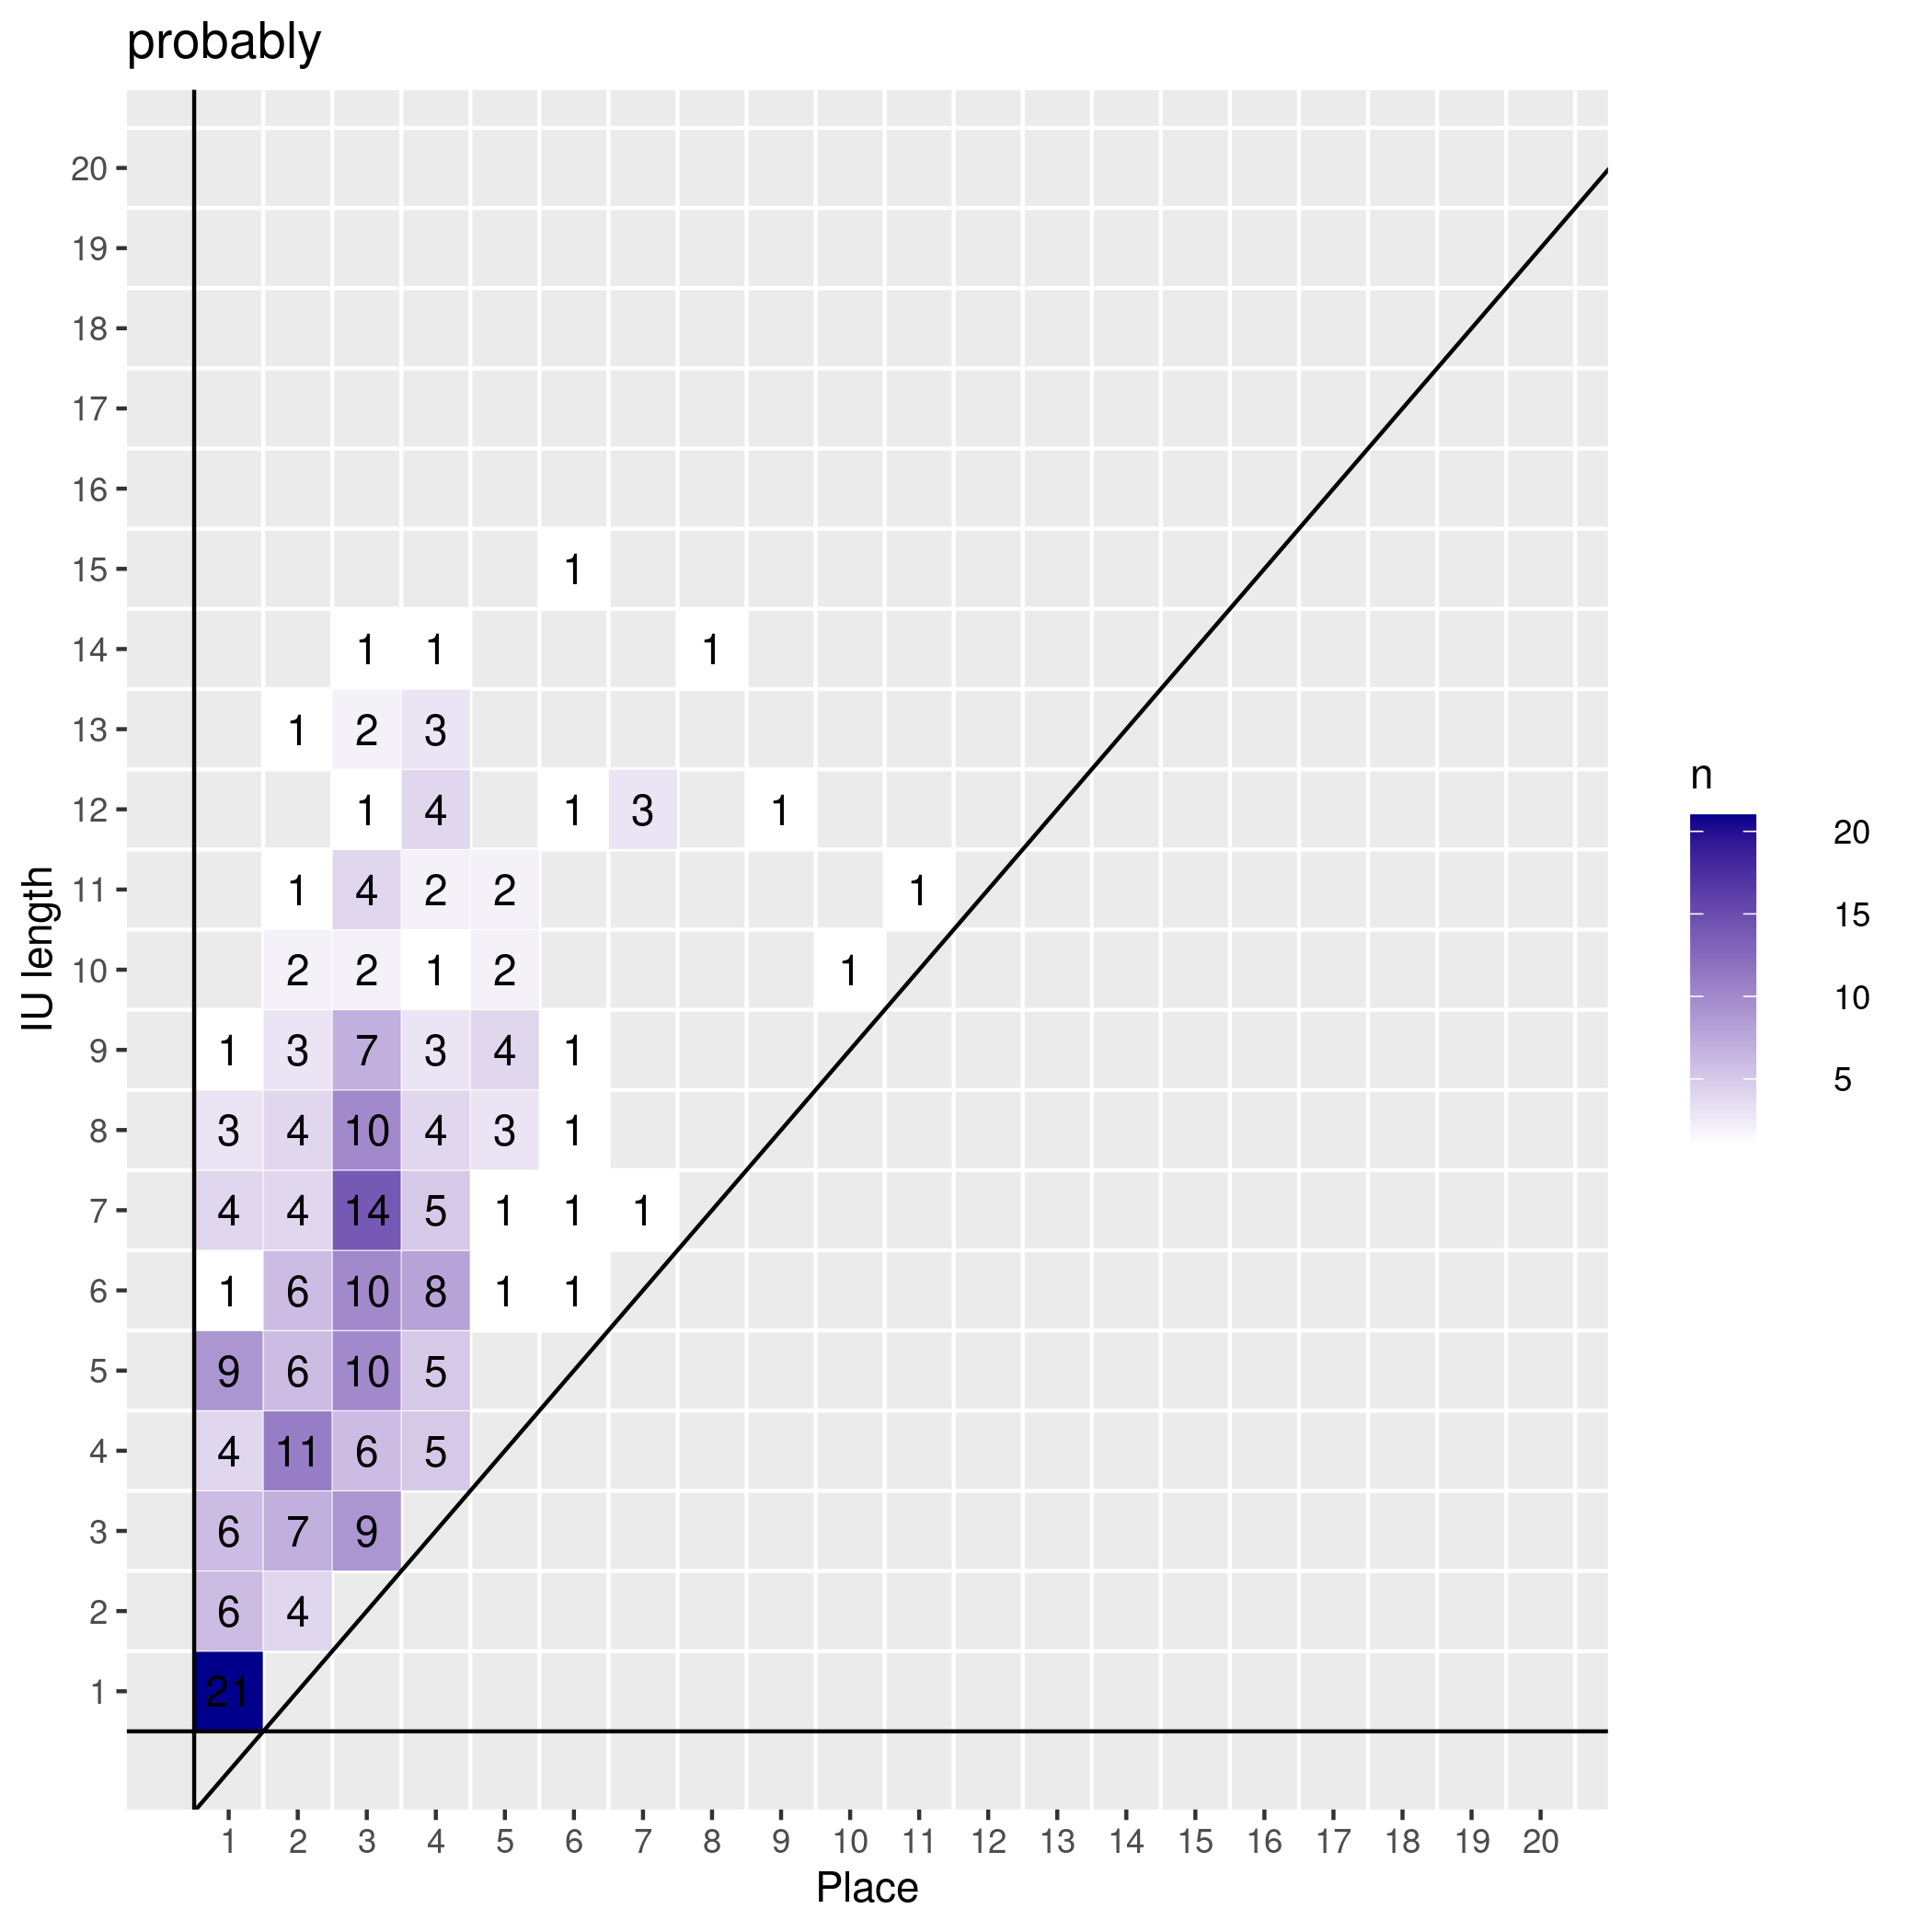 probably
20
19
18
17
16
15 1
14 1 1 1
13 1 2 3
12 1 4 1 3 1
11 1 4 2 2 1
10 2 2 1 2 1
9 1 3 7 3 4 1
8 3 4 10 4 3 1
7 4 4 14 5 1 1 1
6 1 6 10 8 1 1
5 9 6 10 5
4 4 11 6 5
3 6 7 9
2 6 4
1 21
1 2 3 4 5 6 7 8 9 10 11 12 13 14 15 16 17 18 19 20
Place
IU length
n
20
15
10
5